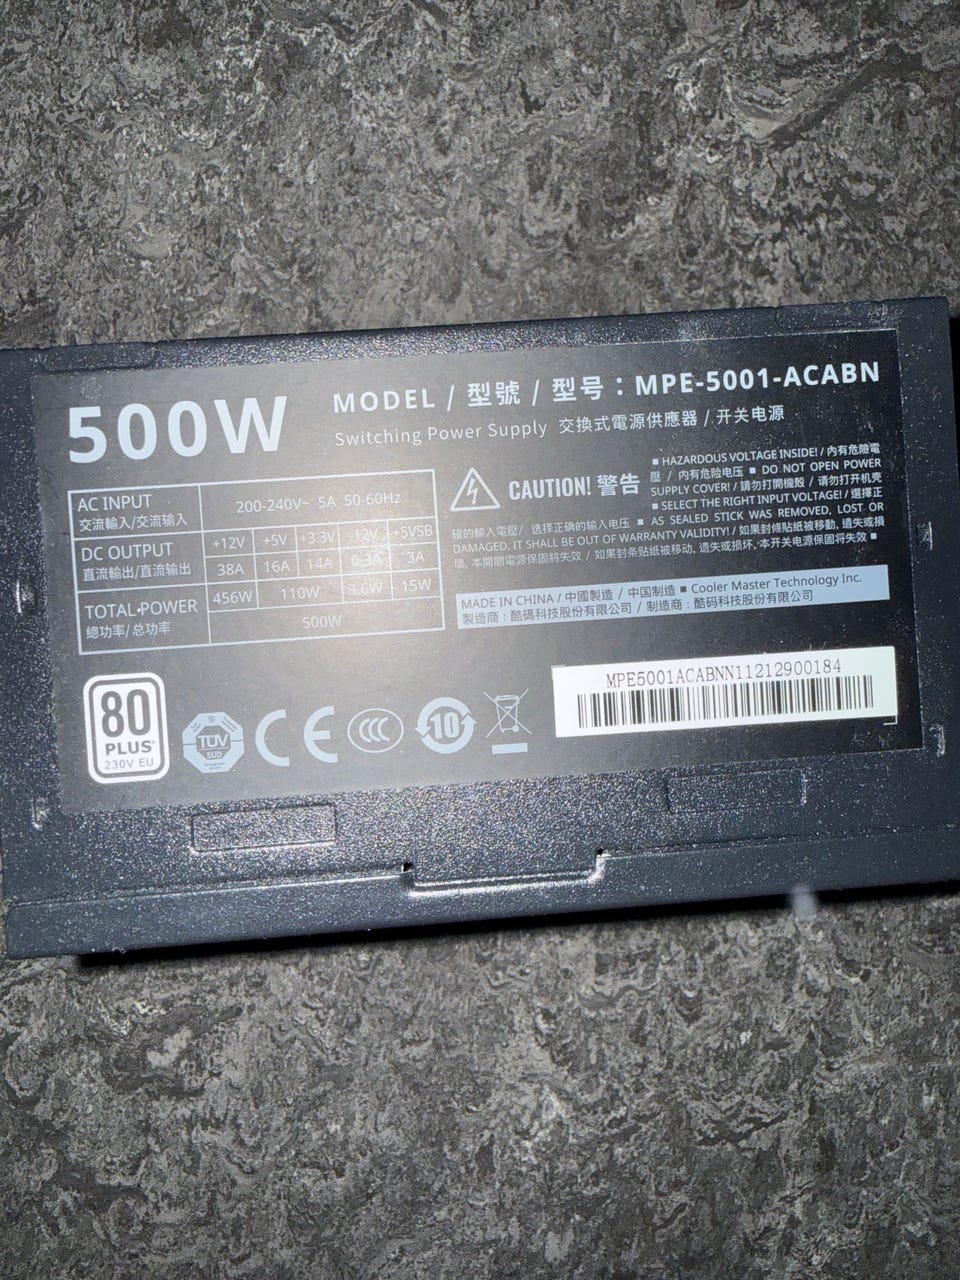 500W
MODEL / 型號 / 型号：MPE-5001-ACABN
Switching Power Supply 交換式電源供應器 / 开关电源
AC INPUT
交流輸入/交流输入
200-240V~ 5A 50-60Hz
DC OUTPUT
直流輸出/直流输出
+12V +5V +3.3V -12V +5VSB
38A 16A 14A 0.3A 3A
TOTAL POWER
總功率/总功率
456W 110W 3.6W 15W
500W
CAUTION! 警告
■ HAZARDOUS VOLTAGE INSIDE! / 內有危險電
壓 / 内有危险电压 ■ DO NOT OPEN POWER
SUPPLY COVER! / 請勿打開機殼 / 请勿打开机壳
■ SELECT THE RIGHT INPUT VOLTAGE! / 選擇正
確的輸入電壓/ 选择正确的输入电压 ■ AS SEALED STICK WAS REMOVED, LOST OR
DAMAGED. IT SHALL BE OUT OF WARRANTY VALIDITY! / 如果封條貼紙被移動, 遺失或損
壞, 本開關電源保固將失效 / 如果封条贴纸被移动, 遗失或损坏, 本开关电源保固将失效 ■
MADE IN CHINA / 中國製造 / 中国制造 ■ Cooler Master Technology Inc.
製造商：酷碼科技股份有限公司 / 制造商：酷码科技股份有限公司
MPE5001ACABNN11212900184
80
PLUS
230V EU
TÜV
SÜD
CE
CCC
10